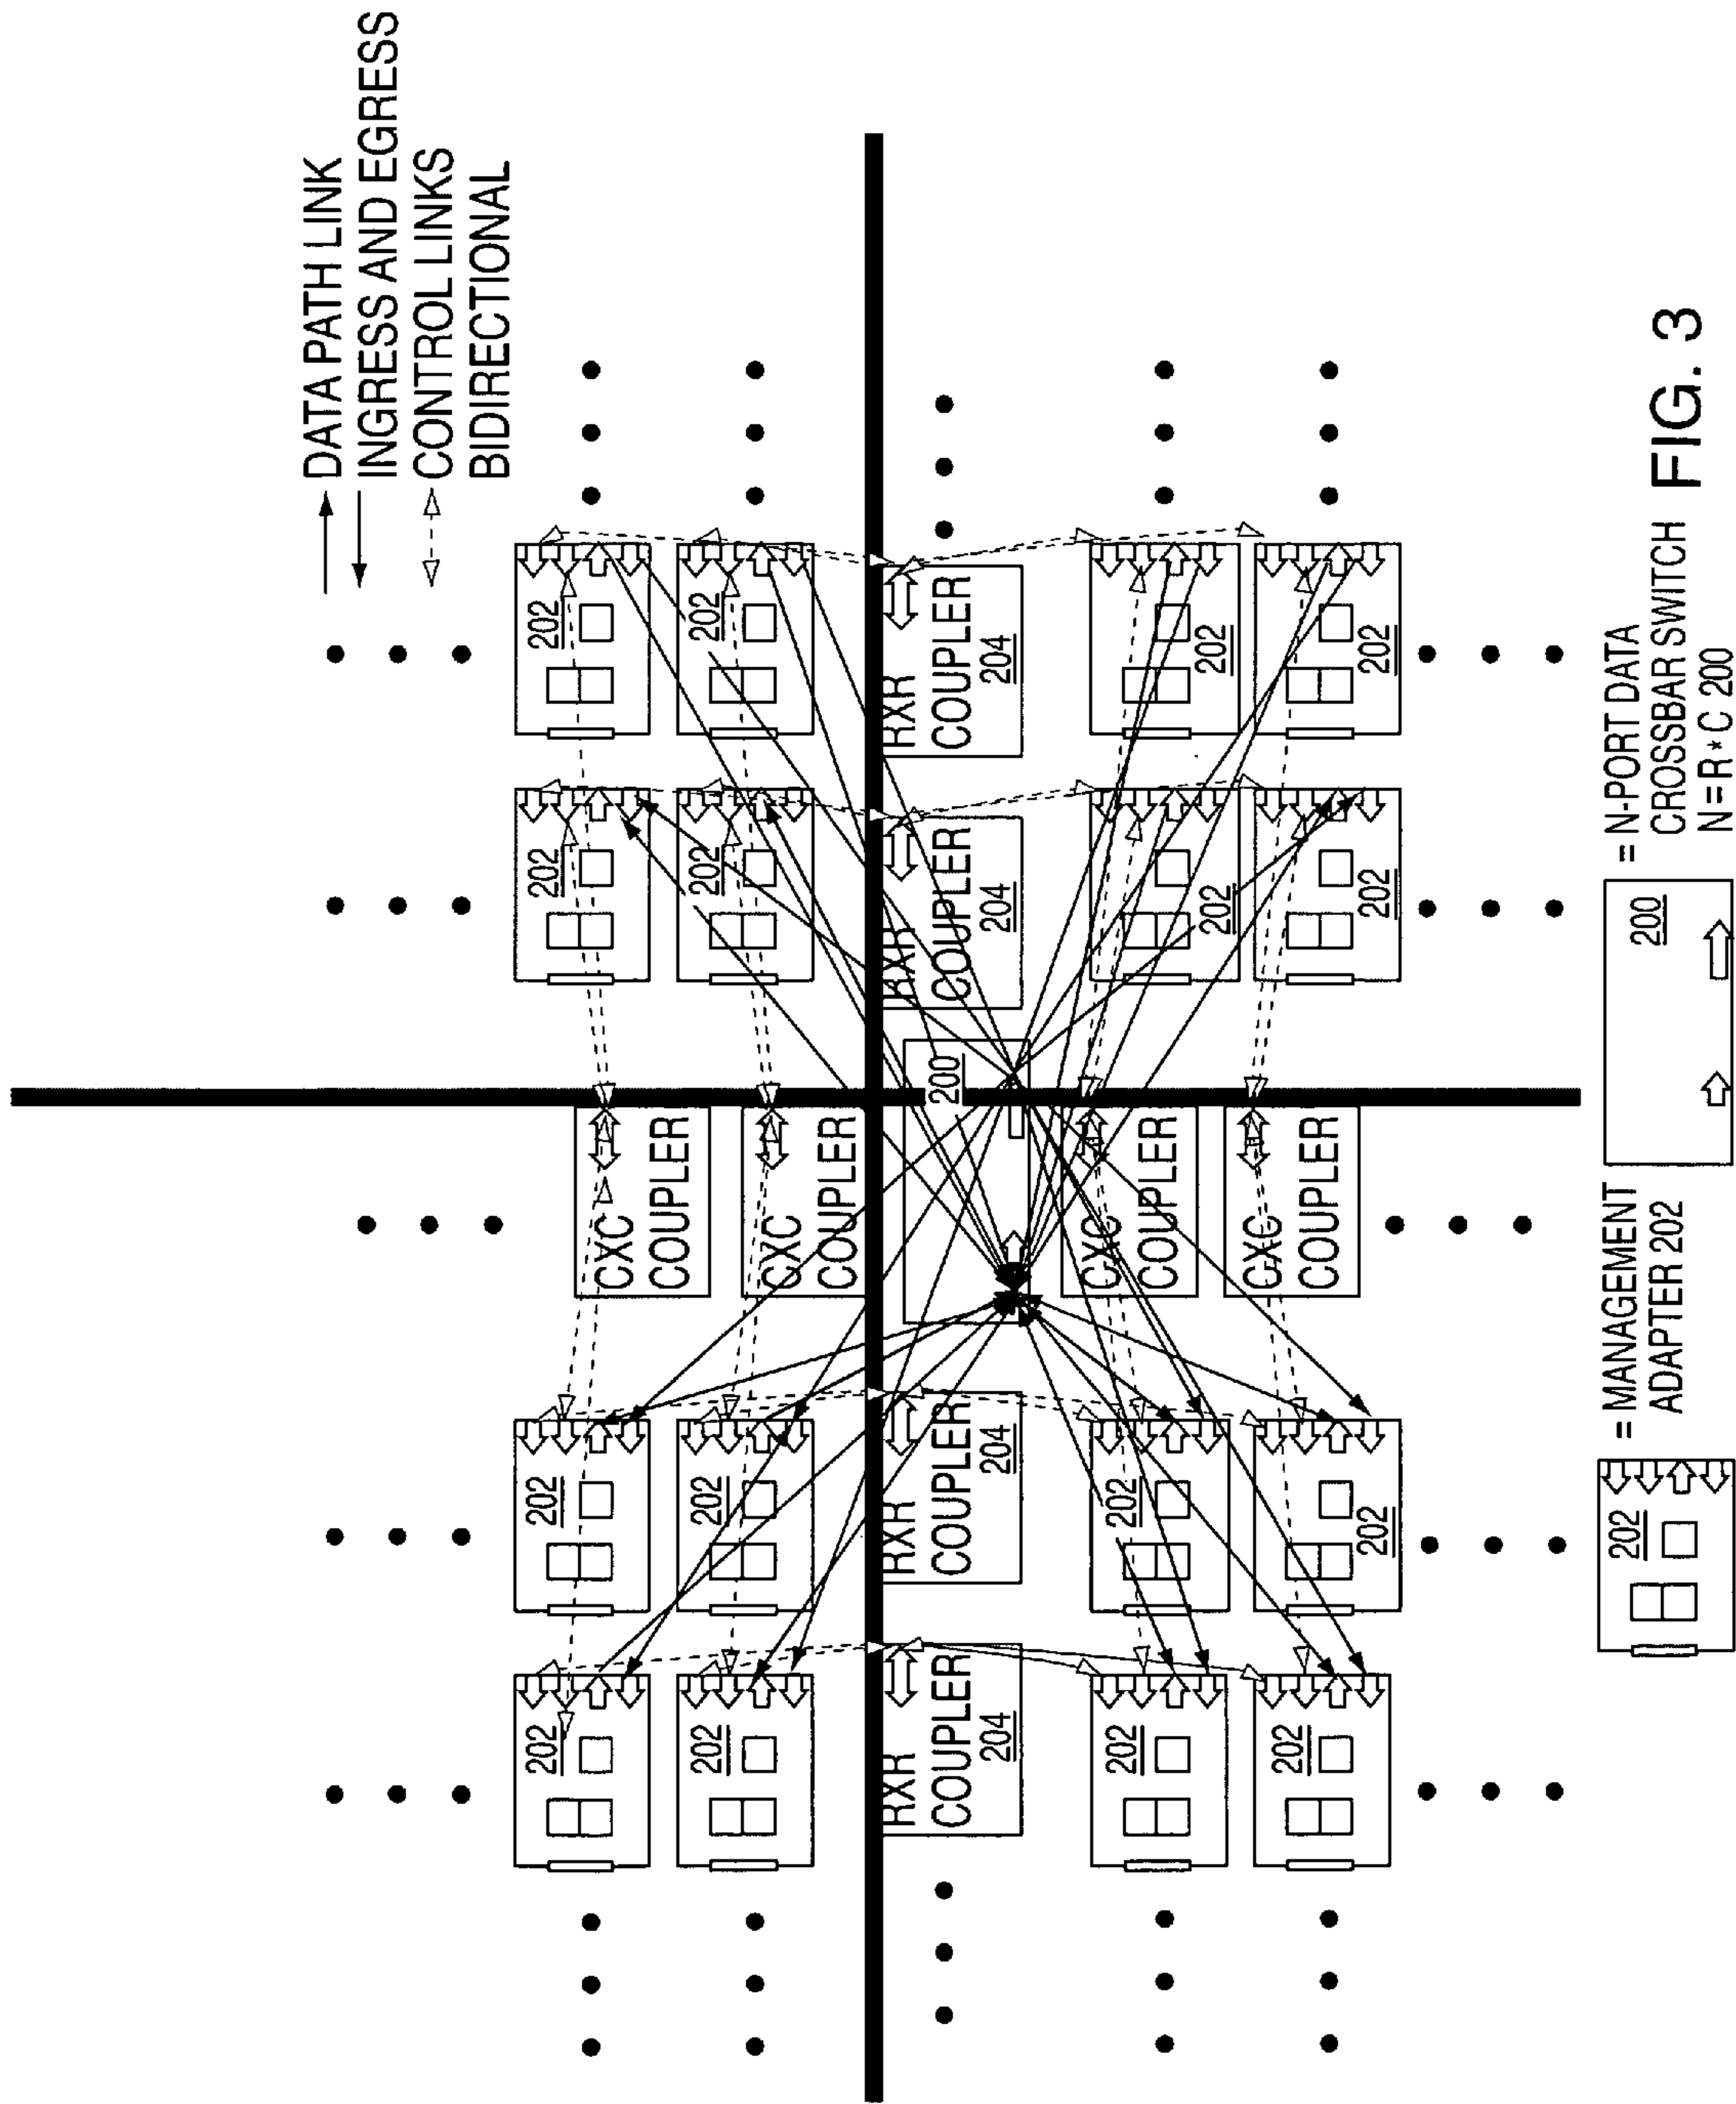 DATA PATH LINK
INGRESS AND EGRESS
CONTROL LINKS
BIDIRECTIONAL
202
202
CXC
COUPLER
202
202
202
202
CXC
COUPLER
202
202
RXR
COUPLER
204
RXR
COUPLER
204
200
RXR
COUPLER
204
RXR
COUPLER
204
202
202
CXC
COUPLER
202
202
202
202
CXC
COUPLER
202
202
202
= MANAGEMENT
ADAPTER 202
200
= N-PORT DATA
CROSSBAR SWITCH
N=R*C 200
FIG. 3